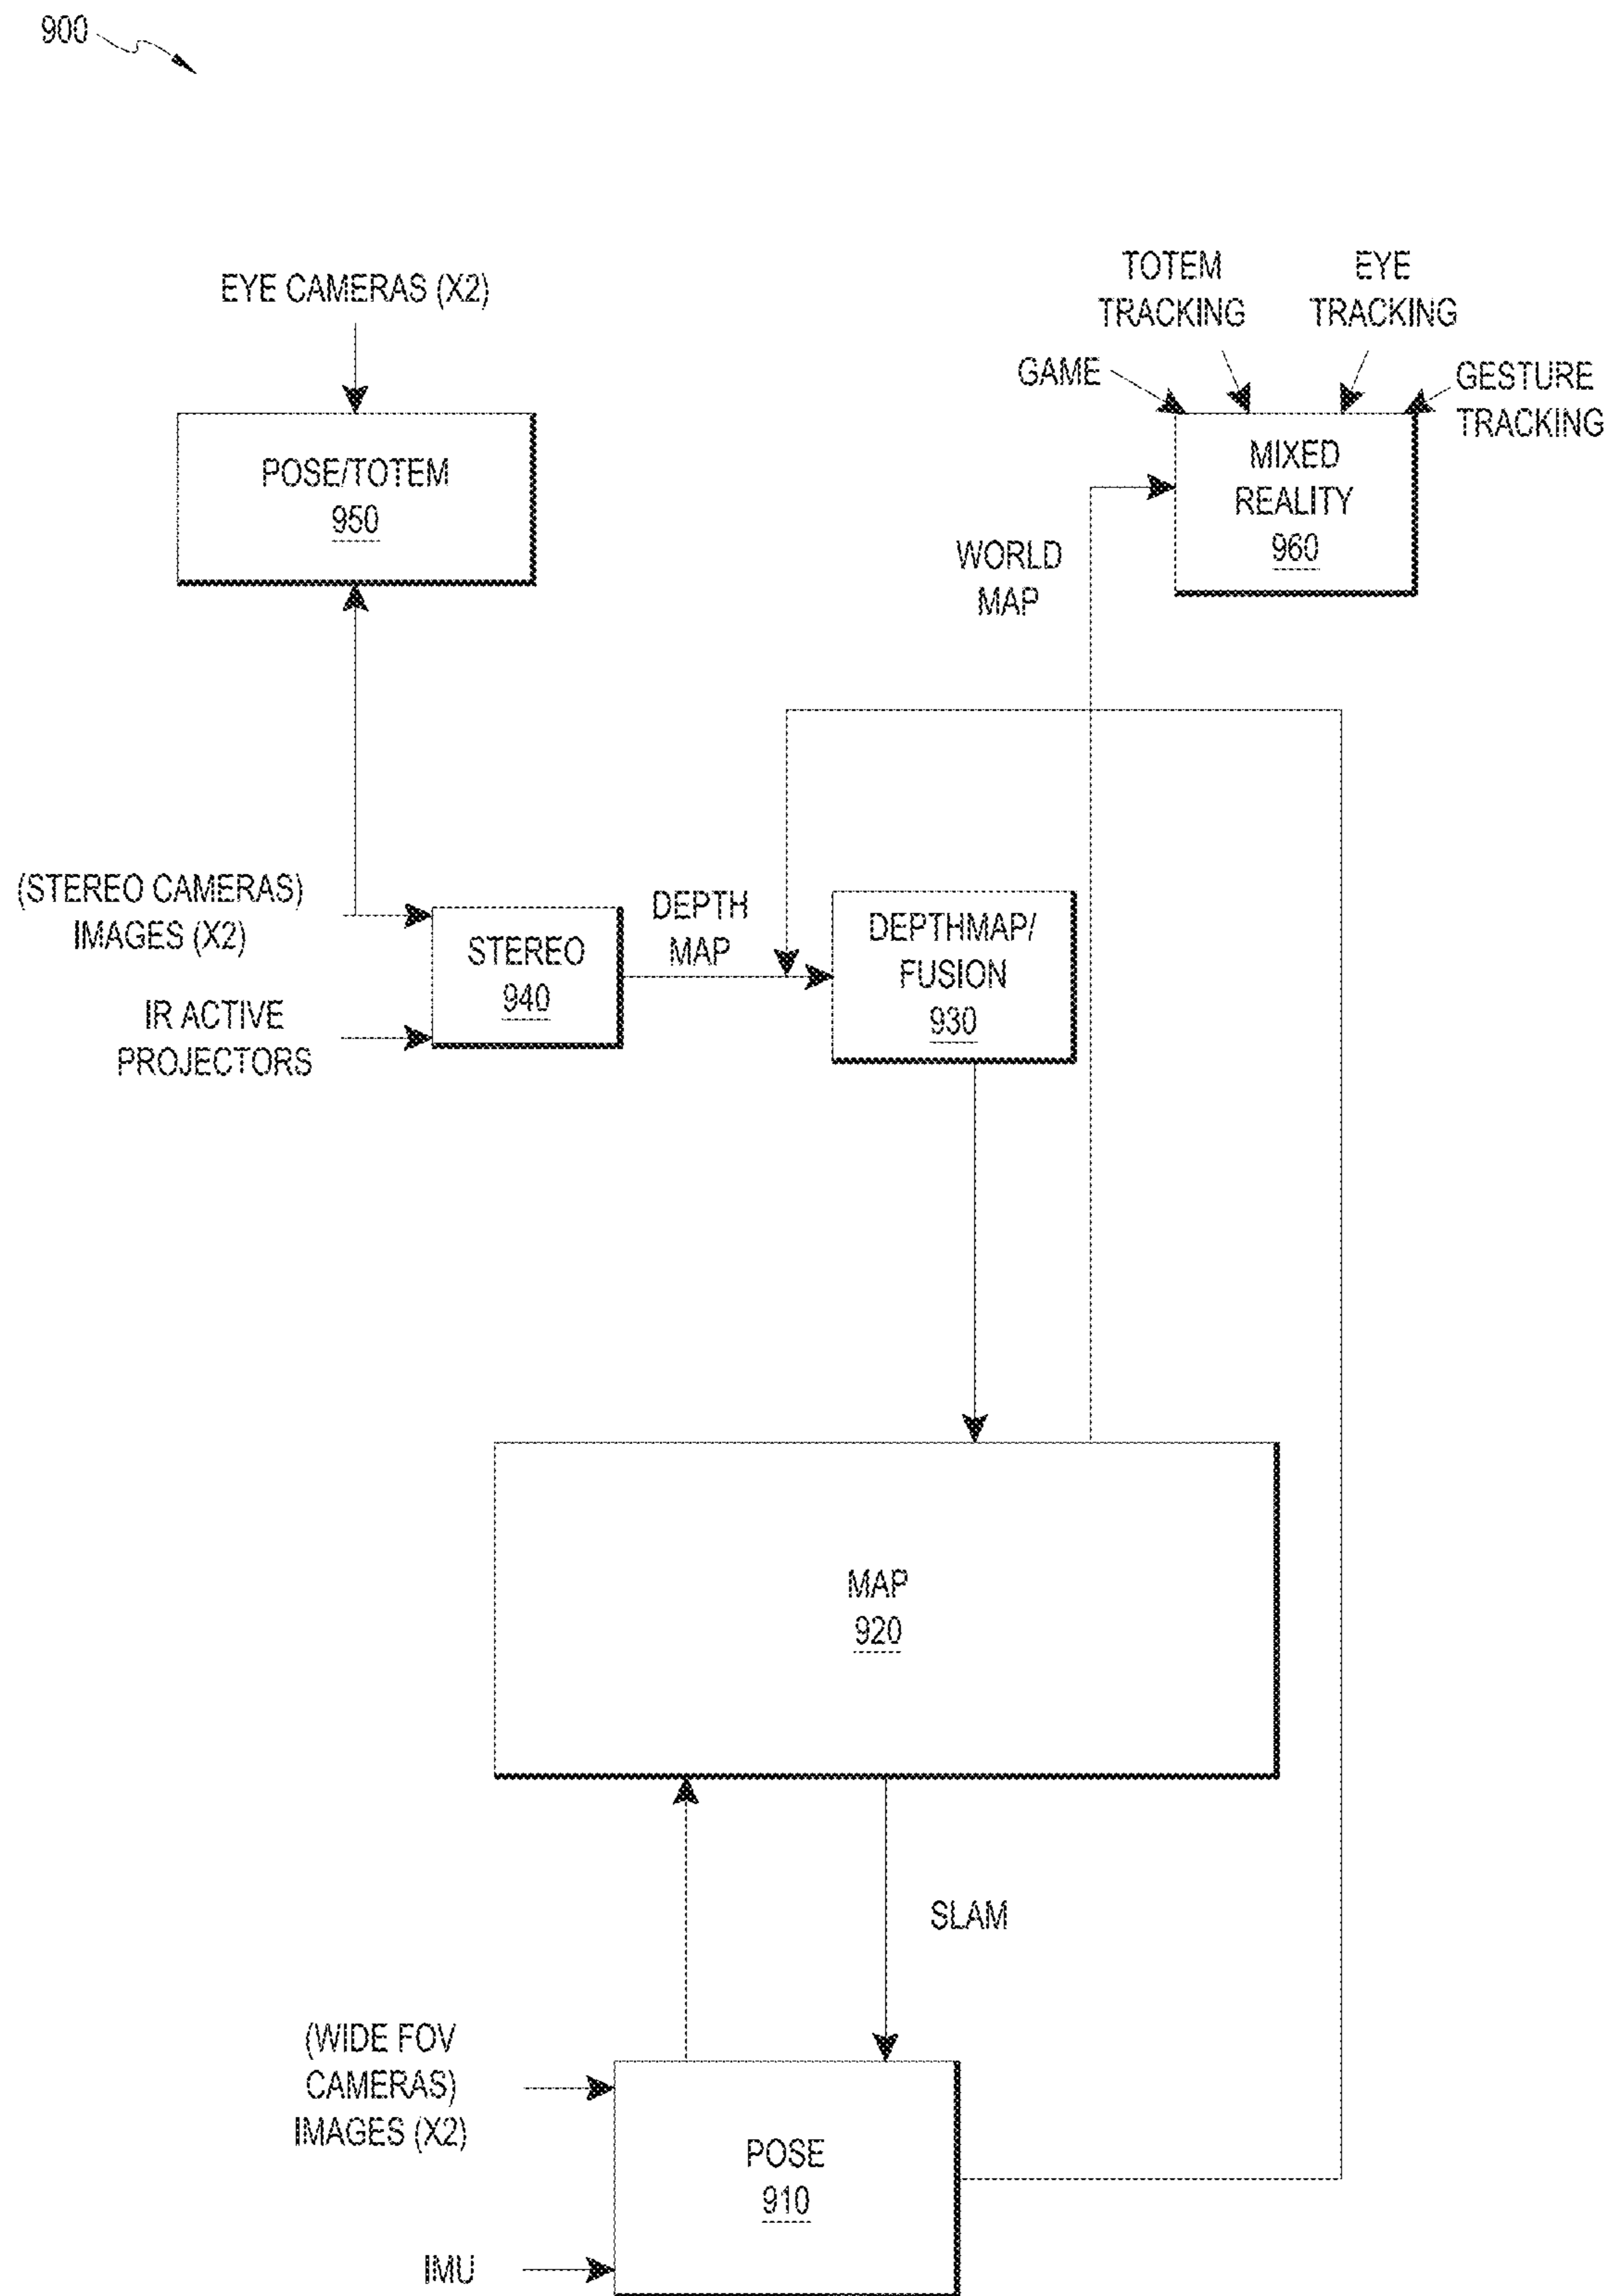 900
EYE CAMERAS (X2)
POSE/TOTEM
950
TOTEM
TRACKING
EYE
TRACKING
GAME
GESTURE
TRACKING
MIXED
REALITY
960
WORLD
MAP
(STEREO CAMERAS)
IMAGES (X2)
IR ACTIVE
PROJECTORS
STEREO
940
DEPTH
MAP
DEPTHMAP/
FUSION
930
MAP
920
SLAM
(WIDE FOV
CAMERAS)
IMAGES (X2)
IMU
POSE
910